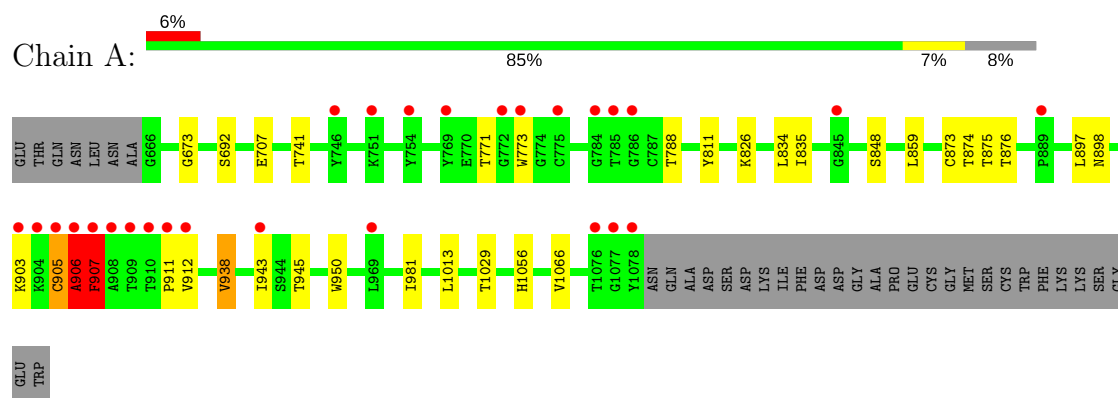 6%
Chain A:
85% 7% 8%
GLU THR GLN ASN LEU ASN ALA G666 G673 S692 E707 T741 Y746 K751 Y754 Y769 E770 T771 G772 W773 G774 C775 G784 T785 G786 C787 T788 Y811 K826 L834 I835 G845 S848 L859 C873 T874 T875 T876 P889 L897 N898
K903 K904 C905 A906 F907 A908 T909 T910 P911 V912 V938 I943 S944 T945 W950 L969 I981 L1013 T1029 H1056 V1066 T1076 G1077 Y1078 ASN GLN ALA ASP SER ASP LYS ILE PHE ASP ASP GLY ALA PRO GLU CYS GLY MET SER CYS TRP PHE LYS LYS SER GLY
GLU TRP